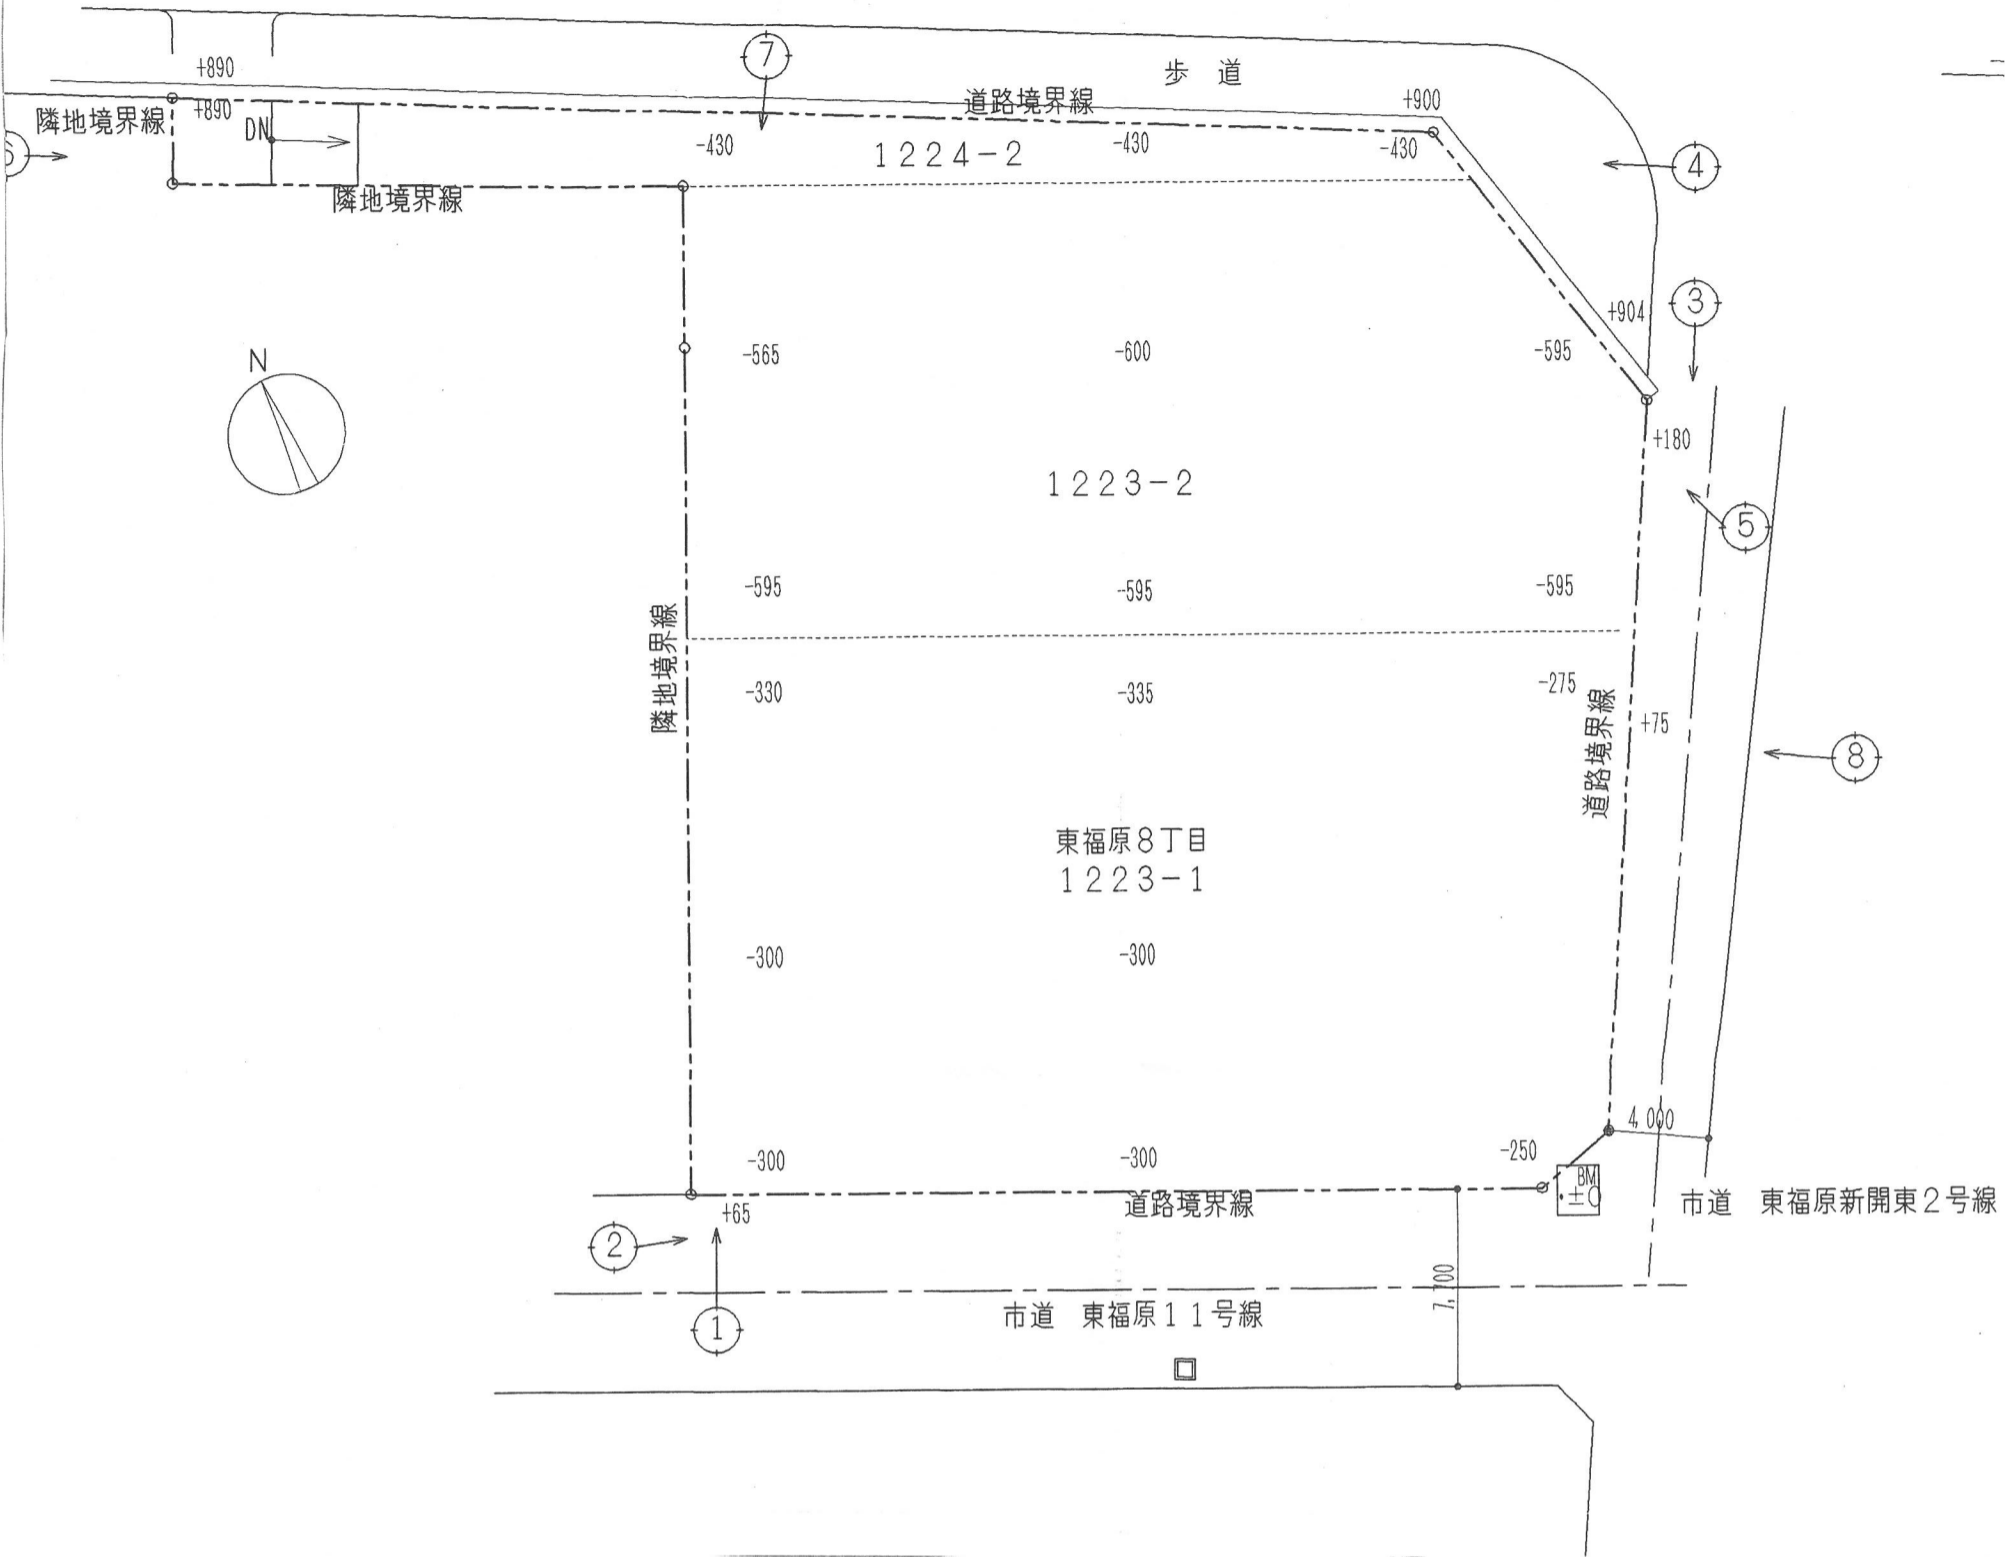 ⑦
歩 道
+890
道路境界線
+900
隣地境界線
+890
DN
-430
1224-2
-430
-430
④
隣地境界線
③
+904
N
-565
-600
-595
+180
1223-2
⑤
-595
-595
-595
隣地境界線
-330
-335
-275
道路境界線
+75
⑧
東福原8丁目
1223-1
-300
-300
4,000
-300
-300
-250
BM
±0
+65
道路境界線
市道 東福原新開東2号線
②
7,700
①
市道 東福原11号線